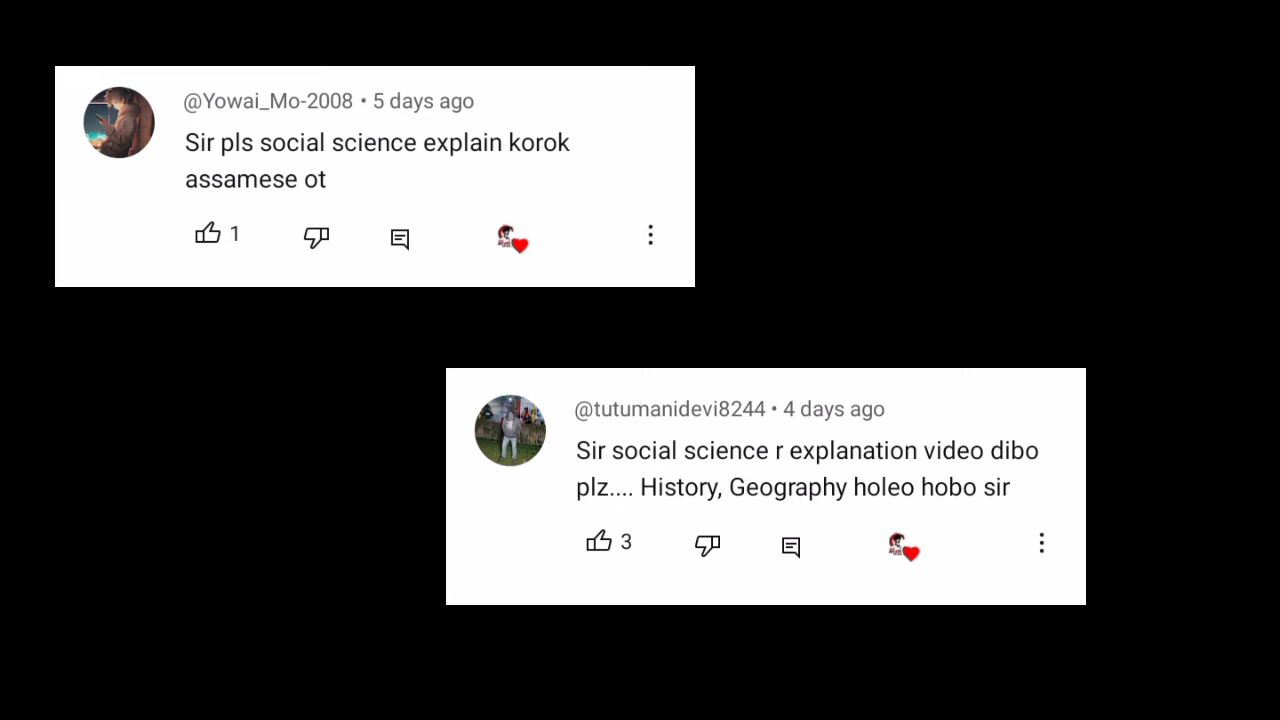 @Yowai_Mo-2008 • 5 days ago
Sir pls social science explain korok
assamese ot
1
@tutumanidevi8244 • 4 days ago
Sir social science r explanation video dibo
plz.... History, Geography holeo hobo sir
3